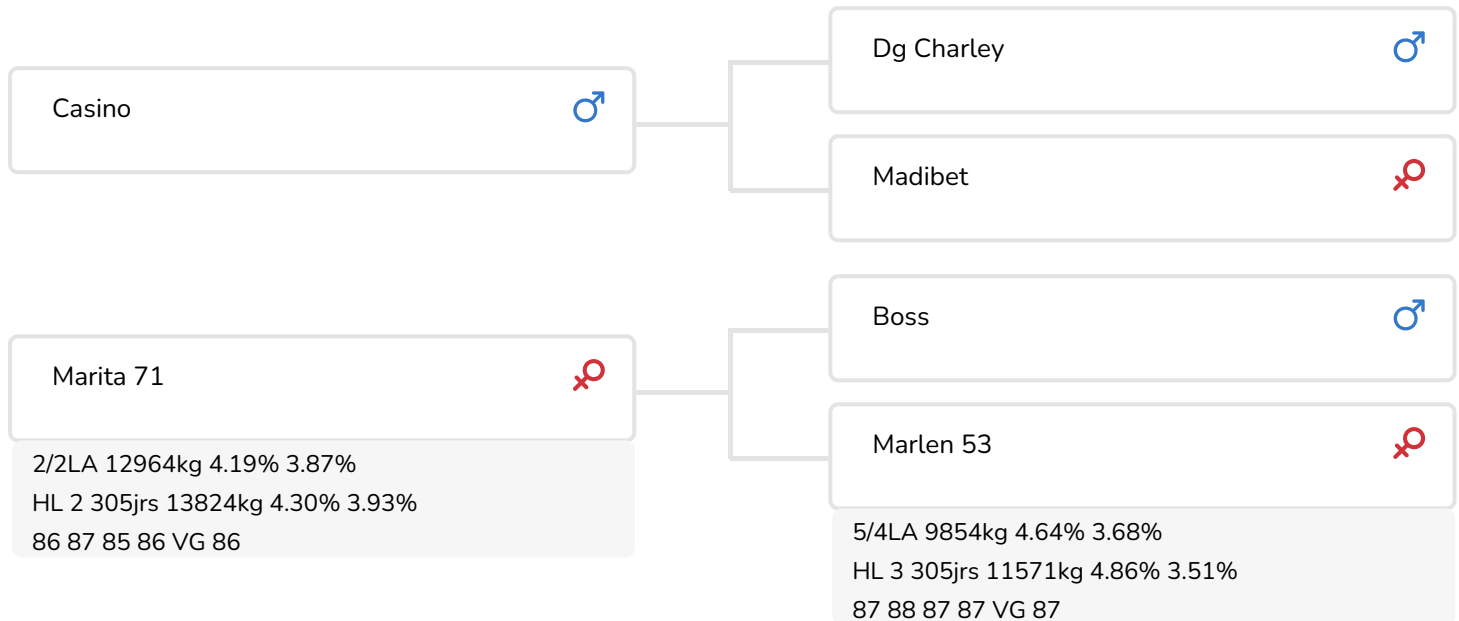 Dg Charley
Casino
Madibet
Boss
Marita 71
Marlen 53
2/2LA 12964kg 4.19% 3.87%
HL 2 305jrs 13824kg 4.30% 3.93%
86 87 85 86 VG 86
5/4LA 9854kg 4.64% 3.68%
HL 3 305jrs 11571kg 4.86% 3.51%
87 88 87 87 VG 87